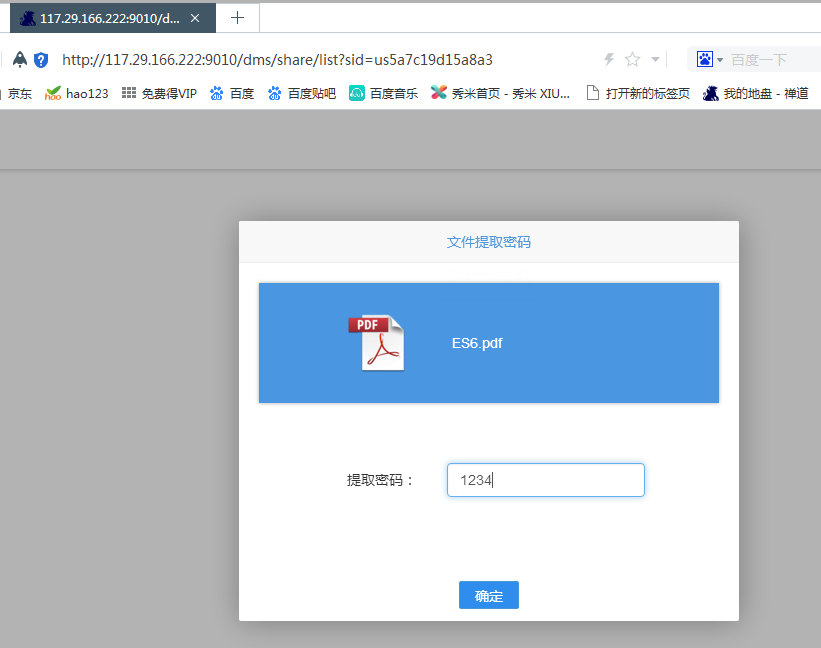 117.29.166.222:9010/d...
http://117.29.166.222:9010/dms/share/list?sid=us5a7c19d15a8a3
百度一下
京东 hao123 免费得VIP 百度 百度贴吧 百度音乐 秀米首页 - 秀米 XIU... 打开新的标签页 我的地盘 - 禅道
文件提取密码
PDF
ES6.pdf
提取密码： 1234
确定